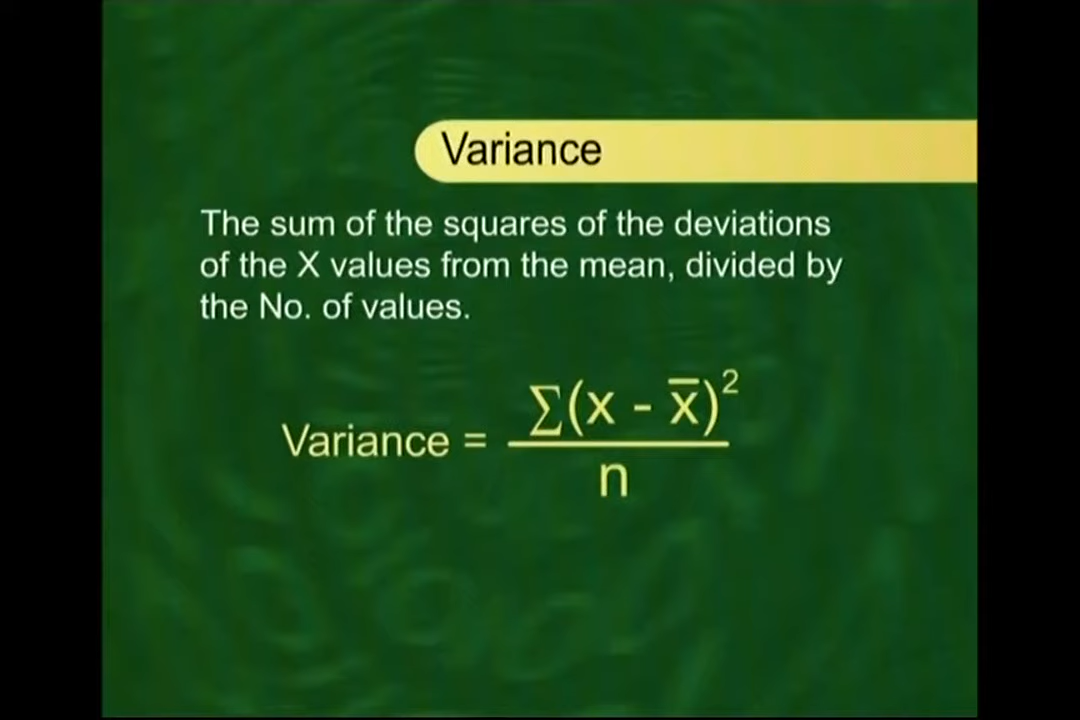 Variance
The sum of the squares of the deviations
of the X values from the mean, divided by
the No. of values.
Variance = ∑(x - x̅)²
n